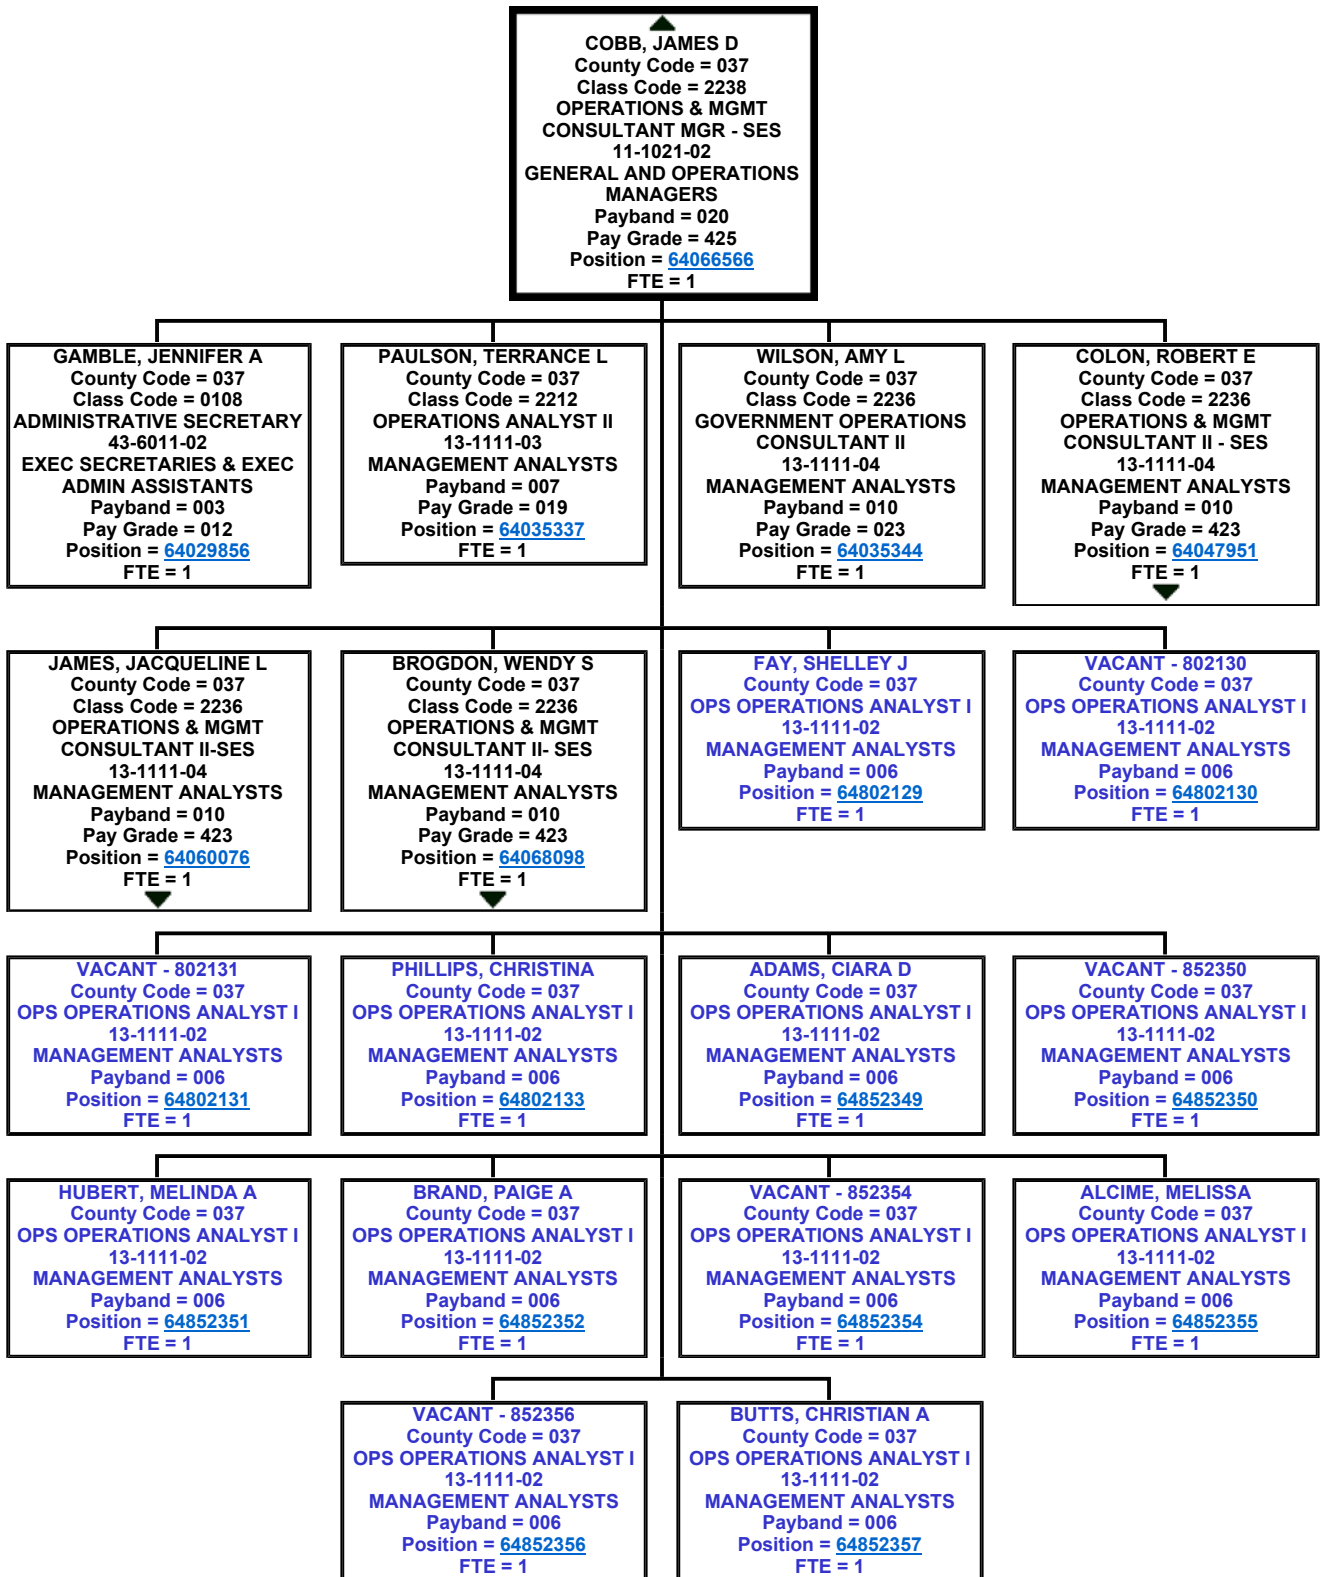 COBB, JAMES D
County Code = 037
Class Code = 2238
OPERATIONS & MGMT
CONSULTANT MGR - SES
11-1021-02
GENERAL AND OPERATIONS
MANAGERS
Payband = 020
Pay Grade = 425
Position = 64066566
FTE = 1
GAMBLE, JENNIFER A
County Code = 037
Class Code = 0108
ADMINISTRATIVE SECRETARY
43-6011-02
EXEC SECRETARIES & EXEC
ADMIN ASSISTANTS
Payband = 003
Pay Grade = 012
Position = 64029856
FTE = 1
PAULSON, TERRANCE L
County Code = 037
Class Code = 2212
OPERATIONS ANALYST II
13-1111-03
MANAGEMENT ANALYSTS
Payband = 007
Pay Grade = 019
Position = 64035337
FTE = 1
WILSON, AMY L
County Code = 037
Class Code = 2236
GOVERNMENT OPERATIONS
CONSULTANT II
13-1111-04
MANAGEMENT ANALYSTS
Payband = 010
Pay Grade = 023
Position = 64035344
FTE = 1
COLON, ROBERT E
County Code = 037
Class Code = 2236
OPERATIONS & MGMT
CONSULTANT II - SES
13-1111-04
MANAGEMENT ANALYSTS
Payband = 010
Pay Grade = 423
Position = 64047951
FTE = 1
JAMES, JACQUELINE L
County Code = 037
Class Code = 2236
OPERATIONS & MGMT
CONSULTANT II-SES
13-1111-04
MANAGEMENT ANALYSTS
Payband = 010
Pay Grade = 423
Position = 64060076
FTE = 1
BROGDON, WENDY S
County Code = 037
Class Code = 2236
OPERATIONS & MGMT
CONSULTANT II- SES
13-1111-04
MANAGEMENT ANALYSTS
Payband = 010
Pay Grade = 423
Position = 64068098
FTE = 1
FAY, SHELLEY J
County Code = 037
OPS OPERATIONS ANALYST I
13-1111-02
MANAGEMENT ANALYSTS
Payband = 006
Position = 64802129
FTE = 1
VACANT - 802130
County Code = 037
OPS OPERATIONS ANALYST I
13-1111-02
MANAGEMENT ANALYSTS
Payband = 006
Position = 64802130
FTE = 1
VACANT - 802131
County Code = 037
OPS OPERATIONS ANALYST I
13-1111-02
MANAGEMENT ANALYSTS
Payband = 006
Position = 64802131
FTE = 1
PHILLIPS, CHRISTINA
County Code = 037
OPS OPERATIONS ANALYST I
13-1111-02
MANAGEMENT ANALYSTS
Payband = 006
Position = 64802133
FTE = 1
ADAMS, CIARA D
County Code = 037
OPS OPERATIONS ANALYST I
13-1111-02
MANAGEMENT ANALYSTS
Payband = 006
Position = 64852349
FTE = 1
VACANT - 852350
County Code = 037
OPS OPERATIONS ANALYST I
13-1111-02
MANAGEMENT ANALYSTS
Payband = 006
Position = 64852350
FTE = 1
HUBERT, MELINDA A
County Code = 037
OPS OPERATIONS ANALYST I
13-1111-02
MANAGEMENT ANALYSTS
Payband = 006
Position = 64852351
FTE = 1
BRAND, PAIGE A
County Code = 037
OPS OPERATIONS ANALYST I
13-1111-02
MANAGEMENT ANALYSTS
Payband = 006
Position = 64852352
FTE = 1
VACANT - 852354
County Code = 037
OPS OPERATIONS ANALYST I
13-1111-02
MANAGEMENT ANALYSTS
Payband = 006
Position = 64852354
FTE = 1
ALCIME, MELISSA
County Code = 037
OPS OPERATIONS ANALYST I
13-1111-02
MANAGEMENT ANALYSTS
Payband = 006
Position = 64852355
FTE = 1
VACANT - 852356
County Code = 037
OPS OPERATIONS ANALYST I
13-1111-02
MANAGEMENT ANALYSTS
Payband = 006
Position = 64852356
FTE = 1
BUTTS, CHRISTIAN A
County Code = 037
OPS OPERATIONS ANALYST I
13-1111-02
MANAGEMENT ANALYSTS
Payband = 006
Position = 64852357
FTE = 1